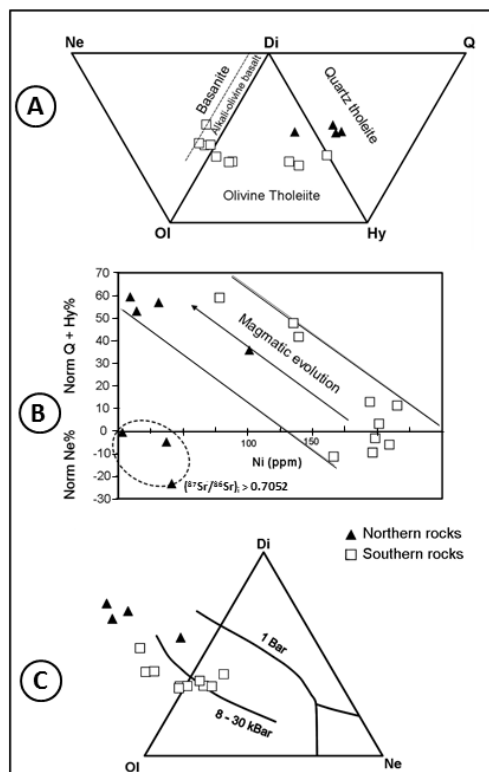 A
Ne
Di
Q
Basanite
Alkali-olivine basalt
Quartz tholeite
Olivine Tholeiite
Ol
Hy
B
Norm Q + Hy%
Norm Ne%
70
60
50
40
30
20
10
0
-10
-20
-30
Magmatic evolution
100
150
Ni (ppm)
(⁸⁷Sr/⁸⁶Sr)ᵢ > 0.7052
▲ Northern rocks
□ Southern rocks
C
Di
1 Bar
8 - 30 kBar
Ol
Ne